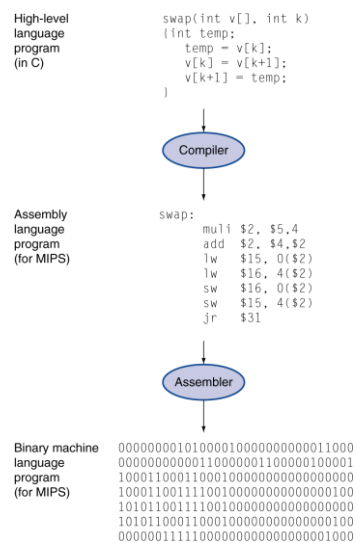 High-level
language
program
(in C)
swap(int v[], int k)
{int temp;
temp = v[k];
v[k] = v[k+1];
v[k+1] = temp;
}
Compiler
Assembly
language
program
(for MIPS)
swap:
muli $2, $5,4
add $2, $4,$2
lw $15, 0($2)
lw $16, 4($2)
sw $16, 0($2)
sw $15, 4($2)
jr $31
Assembler
Binary machine
language
program
(for MIPS)
00000000101000010000000000011000
00000000000110000001100000100001
10001100011000100000000000000000
10001100111100100000000000000100
10101100111100100000000000000000
10101100011000100000000000000100
00000011111000000000000000001000